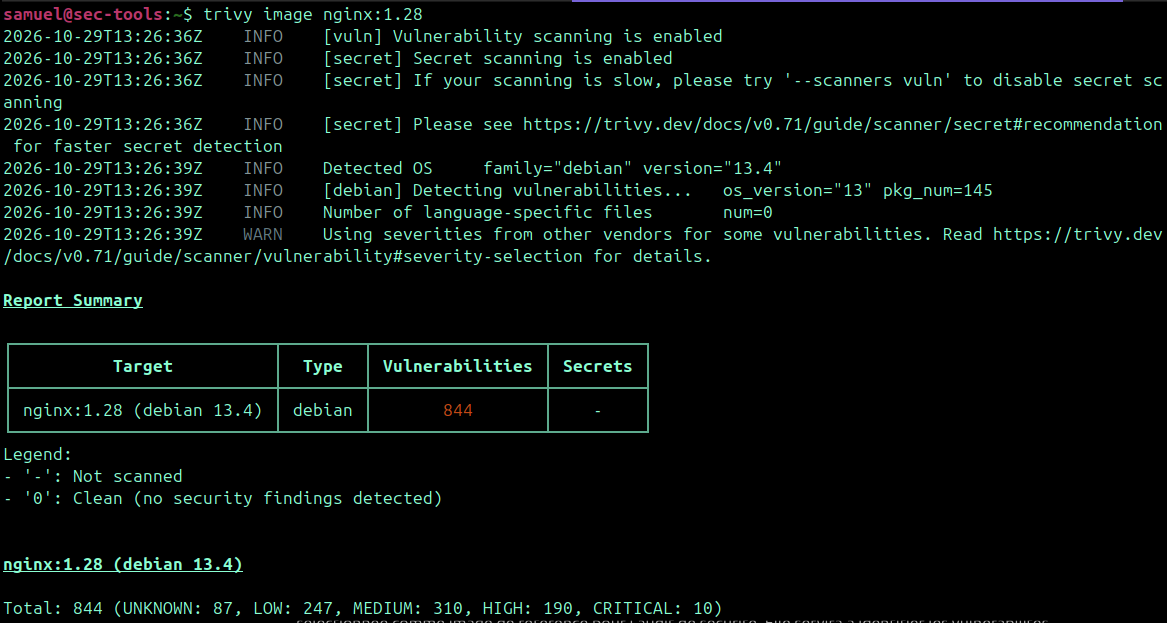 samuel@sec-tools:~$ trivy image nginx:1.28
2026-10-29T13:26:36Z    INFO    [vuln] Vulnerability scanning is enabled
2026-10-29T13:26:36Z    INFO    [secret] Secret scanning is enabled
2026-10-29T13:26:36Z    INFO    [secret] If your scanning is slow, please try '--scanners vuln' to disable secret sc
anning
2026-10-29T13:26:36Z    INFO    [secret] Please see https://trivy.dev/docs/v0.71/guide/scanner/secret#recommendation
 for faster secret detection
2026-10-29T13:26:39Z    INFO    Detected OS     family="debian" version="13.4"
2026-10-29T13:26:39Z    INFO    [debian] Detecting vulnerabilities...   os_version="13" pkg_num=145
2026-10-29T13:26:39Z    INFO    Number of language-specific files       num=0
2026-10-29T13:26:39Z    WARN    Using severities from other vendors for some vulnerabilities. Read https://trivy.dev
/docs/v0.71/guide/scanner/vulnerability#severity-selection for details.
Report Summary
Target Type Vulnerabilities Secrets
nginx:1.28 (debian 13.4) debian 844 -
Legend:
- '-': Not scanned
- '0': Clean (no security findings detected)
nginx:1.28 (debian 13.4)
Total: 844 (UNKNOWN: 87, LOW: 247, MEDIUM: 310, HIGH: 190, CRITICAL: 10)